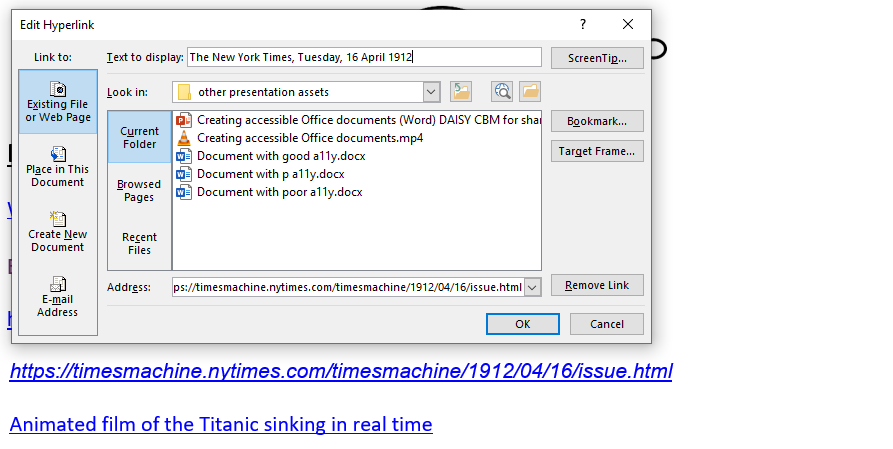 Edit Hyperlink
? ×
Link to:
Text to display: The New York Times, Tuesday, 16 April 1912
ScreenTip...
Existing File
or Web Page
Look in: other presentation assets
Current
Folder
Creating accessible Office documents (Word) DAISY CBM for shar
Creating accessible Office documents.mp4
Document with good a11y.docx
Document with p a11y.docx
Document with poor a11y.docx
Bookmark...
Target Frame...
Place in This
Document
Browsed
Pages
Create New
Document
Recent
Files
E-mail
Address
Address: ps://timesmachine.nytimes.com/timesmachine/1912/04/16/issue.html
Remove Link
OK
Cancel
https://timesmachine.nytimes.com/timesmachine/1912/04/16/issue.html
Animated film of the Titanic sinking in real time